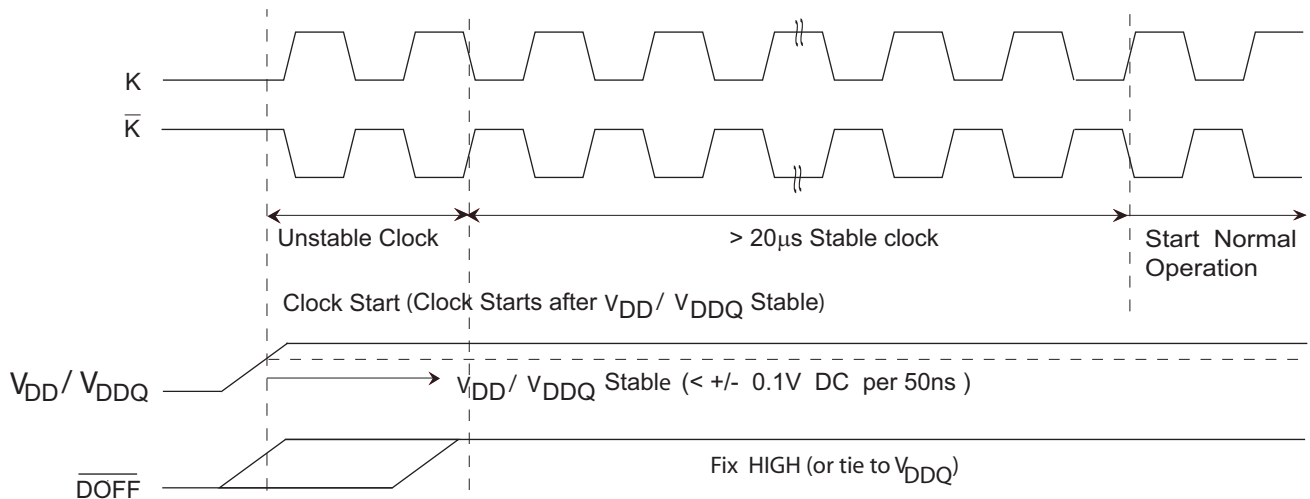 K
K̅
Unstable Clock
> 20μs Stable clock
Start Normal
Operation
Clock Start (Clock Starts after VDD / VDDQ Stable)
VDD / VDDQ
VDD / VDDQ Stable (< +/- 0.1V DC per 50ns )
DOFF
Fix HIGH (or tie to VDDQ)